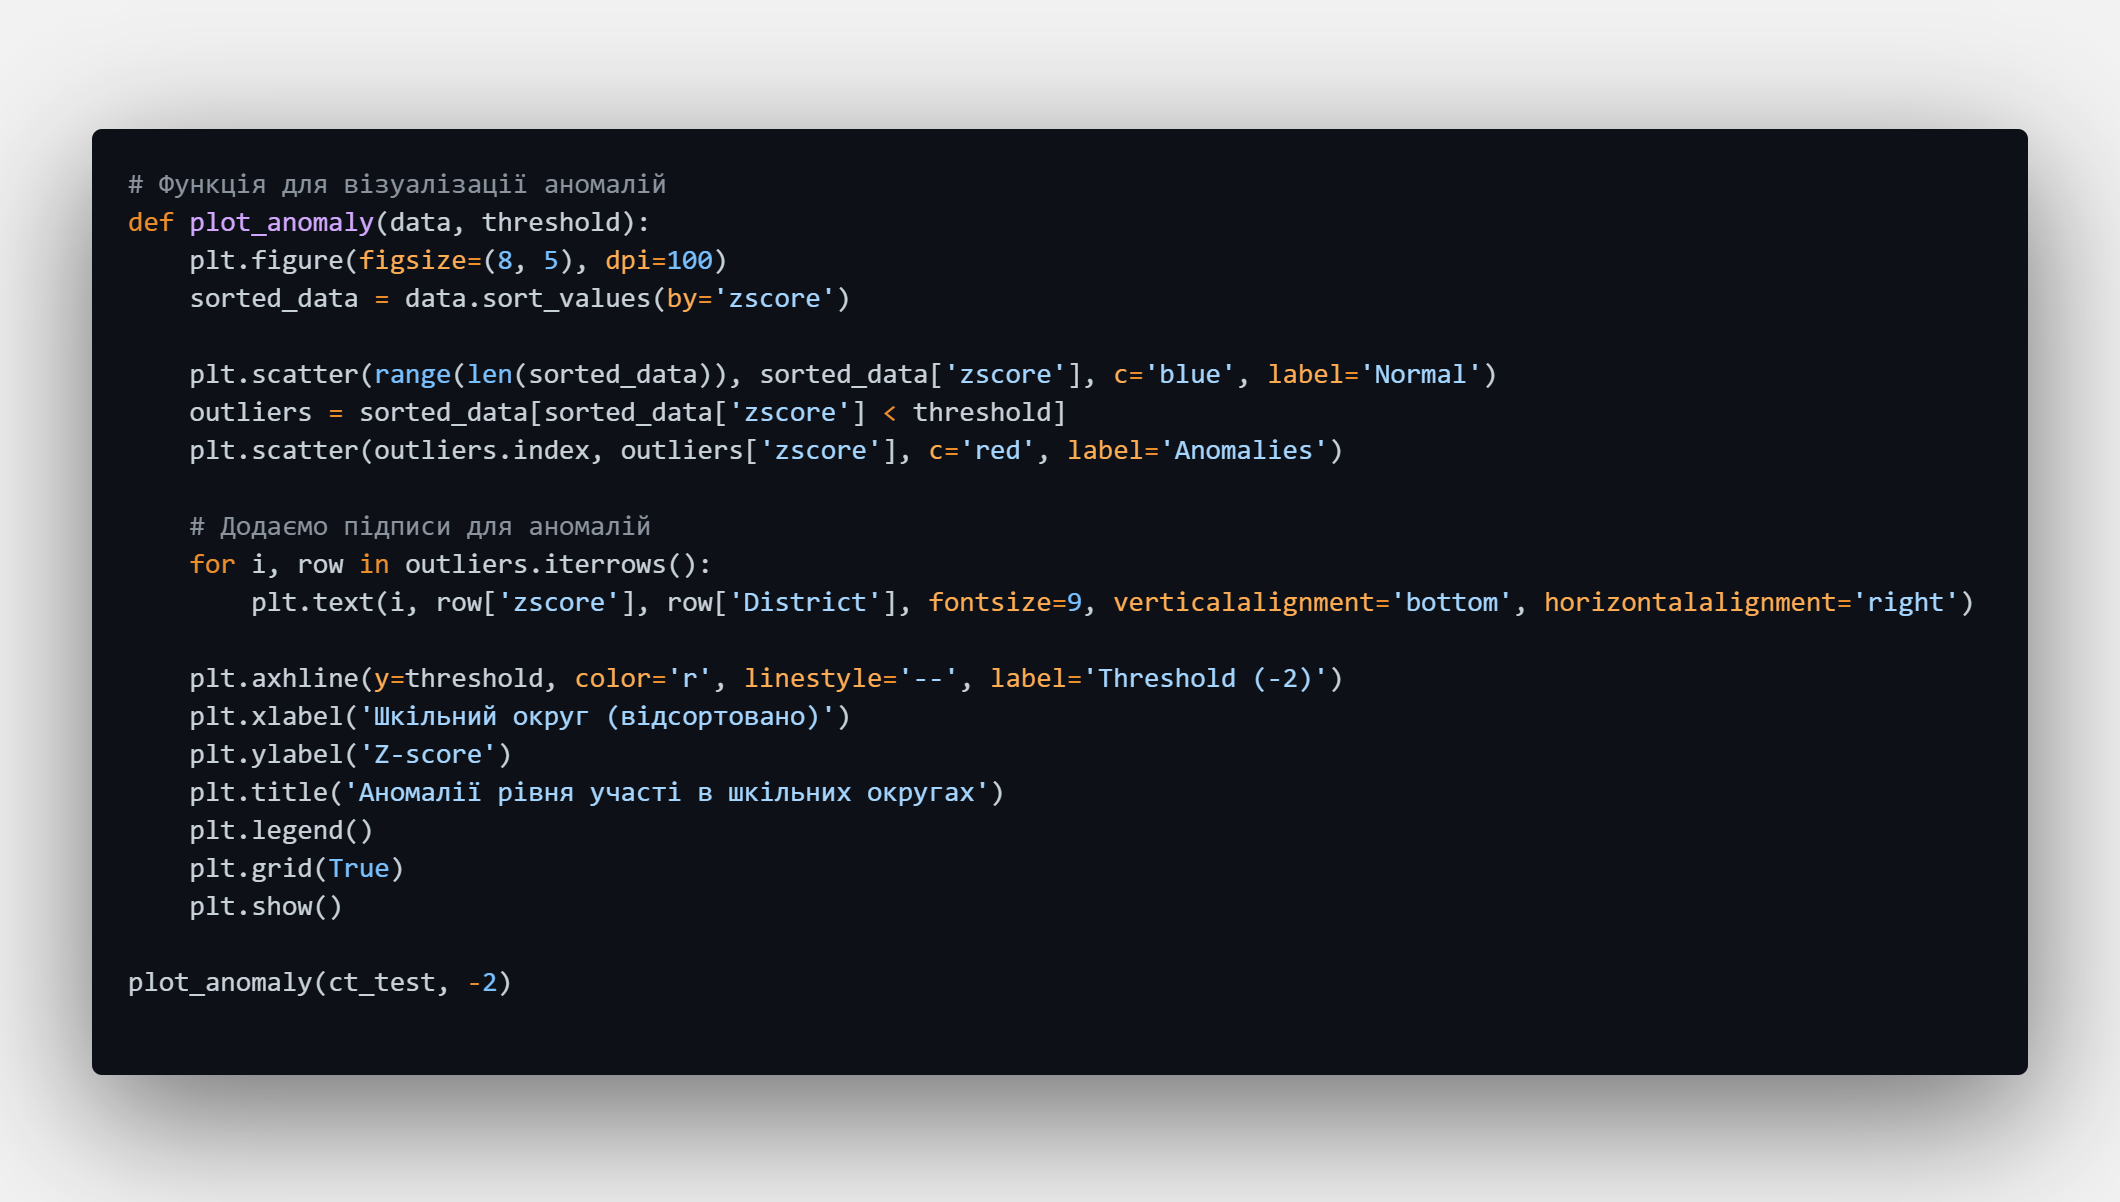 # Функція для візуалізації аномалій
def plot_anomaly(data, threshold):
    plt.figure(figsize=(8, 5), dpi=100)
    sorted_data = data.sort_values(by='zscore')

    plt.scatter(range(len(sorted_data)), sorted_data['zscore'], c='blue', label='Normal')
    outliers = sorted_data[sorted_data['zscore'] < threshold]
    plt.scatter(outliers.index, outliers['zscore'], c='red', label='Anomalies')

    # Додаємо підписи для аномалій
    for i, row in outliers.iterrows():
        plt.text(i, row['zscore'], row['District'], fontsize=9, verticalalignment='bottom', horizontalalignment='right')

    plt.axhline(y=threshold, color='r', linestyle='--', label='Threshold (-2)')
    plt.xlabel('Шкільний округ (відсортовано)')
    plt.ylabel('Z-score')
    plt.title('Аномалії рівня участі в шкільних округах')
    plt.legend()
    plt.grid(True)
    plt.show()

plot_anomaly(ct_test, -2)